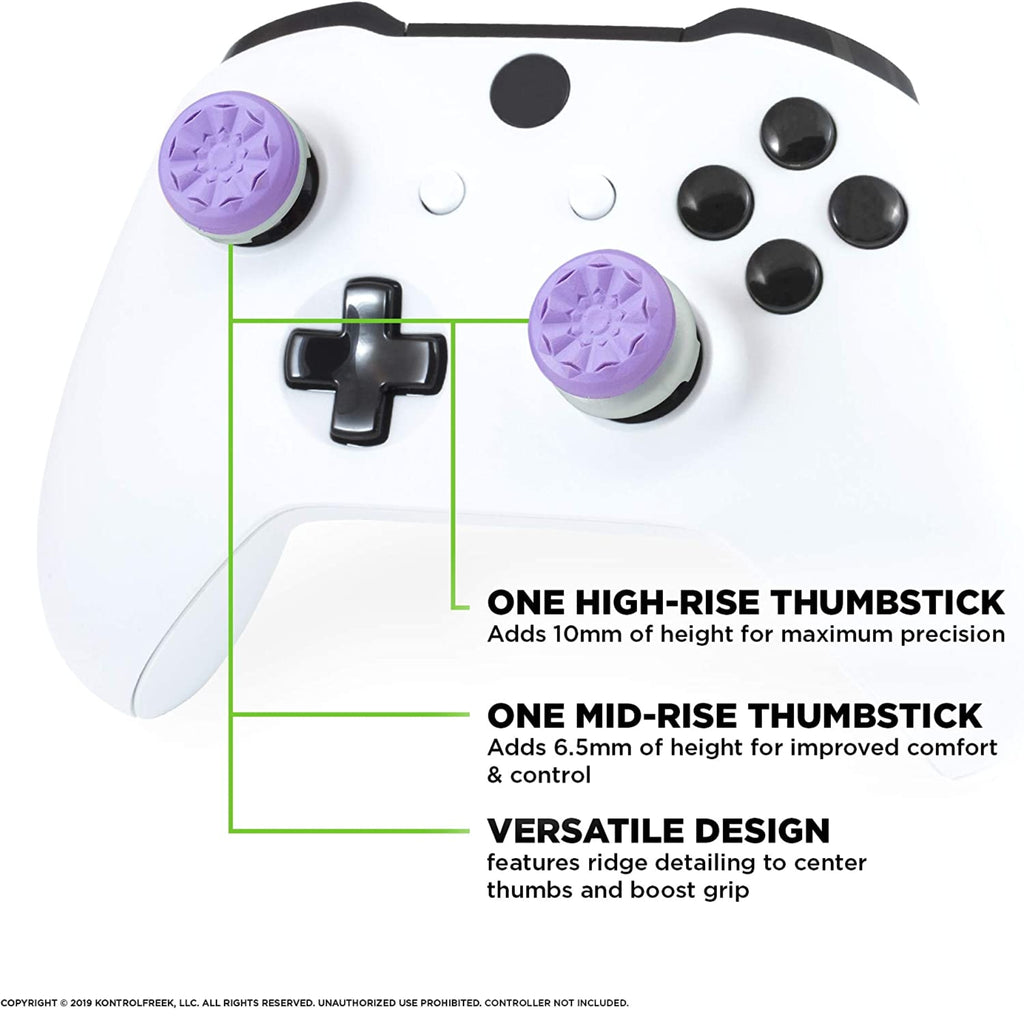 ONE HIGH-RISE THUMBSTICK
Adds 10mm of height for maximum precision
ONE MID-RISE THUMBSTICK
Adds 6.5mm of height for improved comfort
& control
VERSATILE DESIGN
features ridge detailing to center
thumbs and boost grip
COPYRIGHT © 2019 KONTROLFREEK, LLC. ALL RIGHTS RESERVED. UNAUTHORIZED USE PROHIBITED. CONTROLLER NOT INCLUDED.